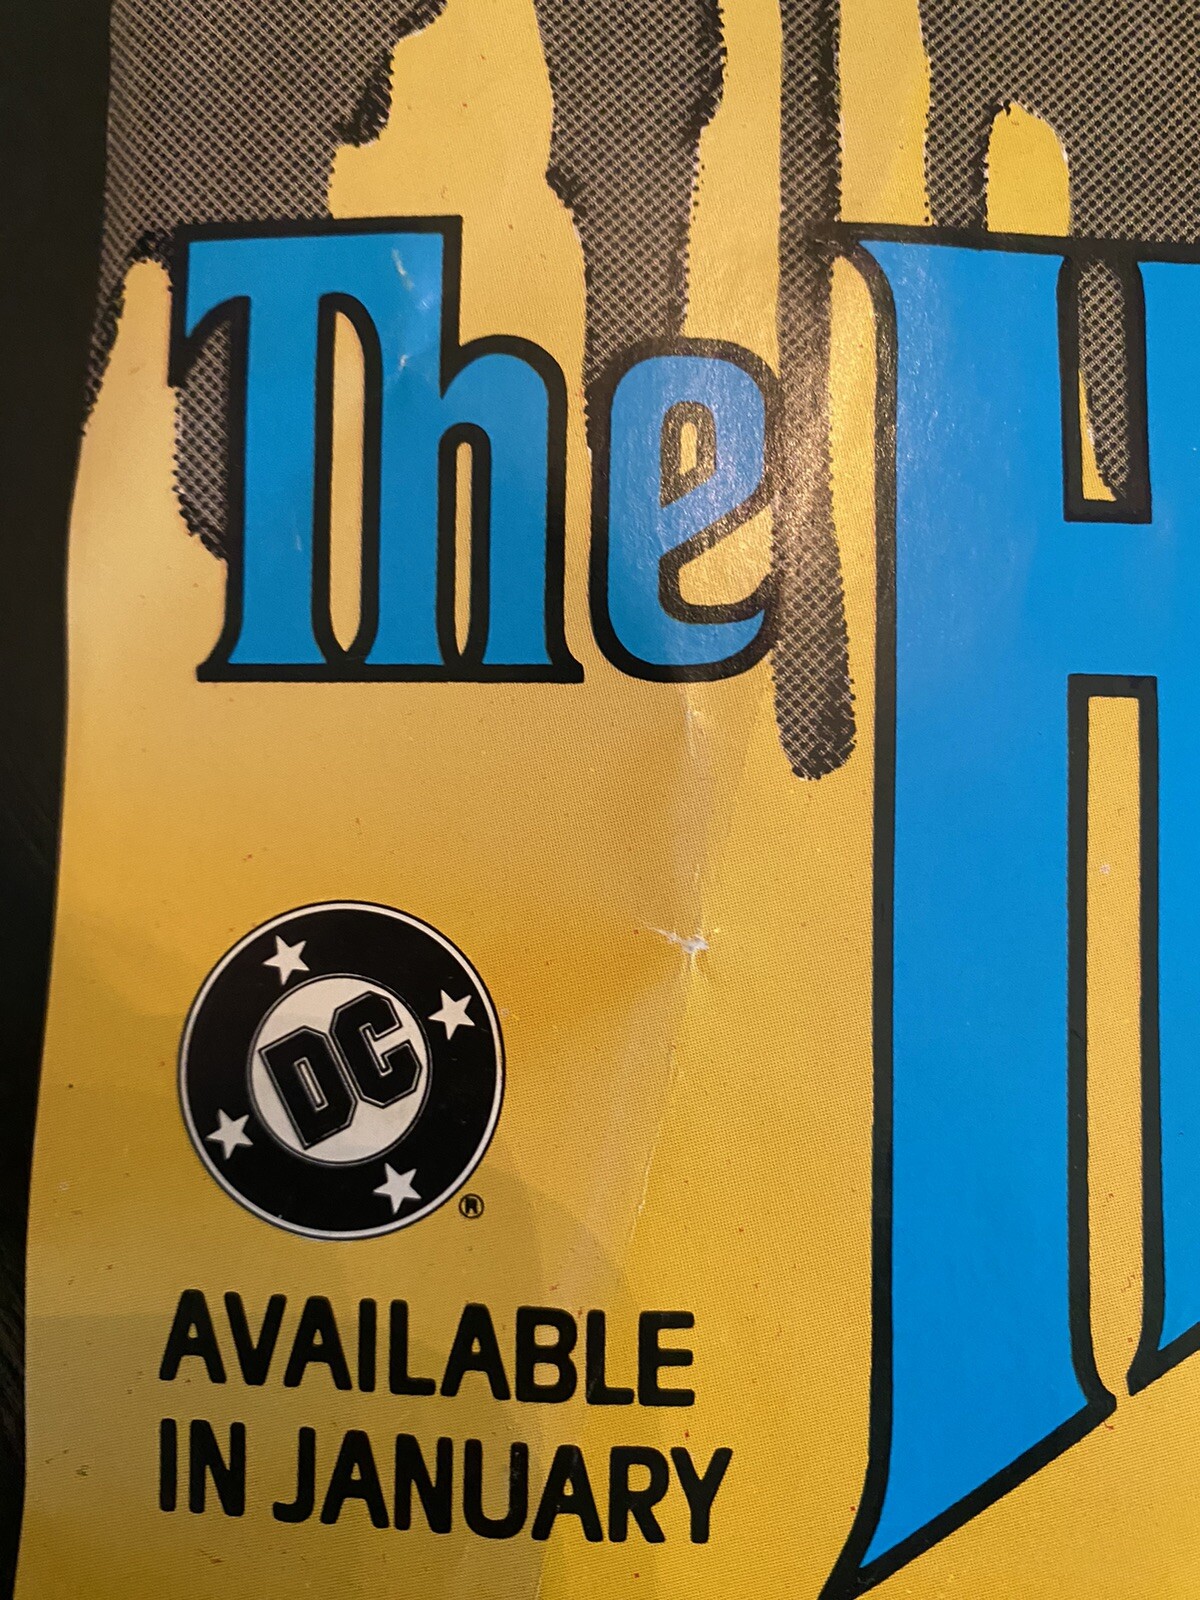 The H
DC
®
AVAILABLE
IN JANUARY